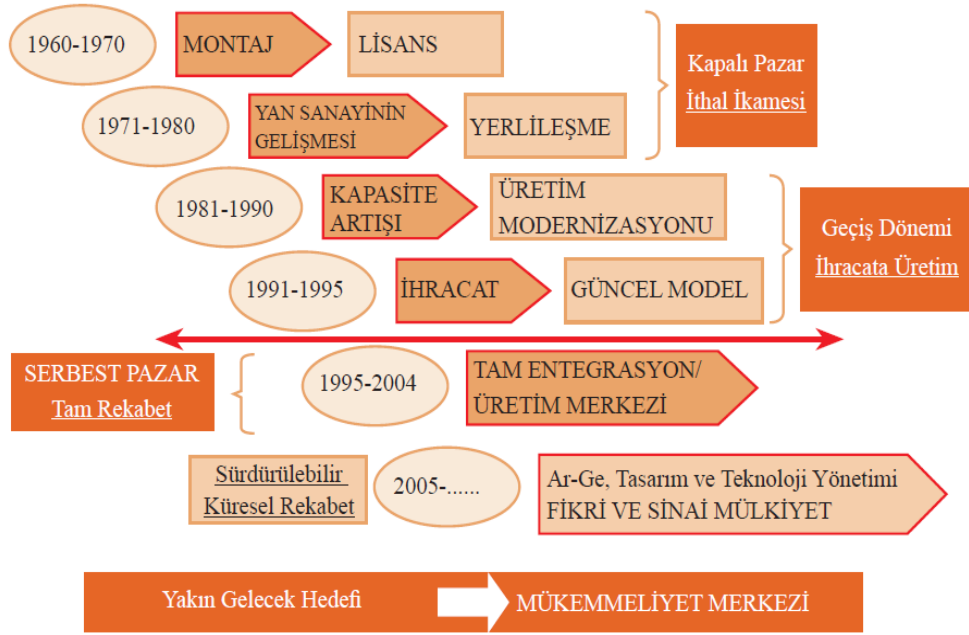 1960-1970
MONTAJ
LİSANS
Kapalı Pazar
İthal İkamesi
1971-1980
YAN SANAYİNİN
GELİŞMESİ
YERLİLEŞME
1981-1990
KAPASİTE
ARTIŞI
ÜRETİM
MODERNİZASYONU
Geçiş Dönemi
İhracata Üretim
1991-1995
İHRACAT
GÜNCEL MODEL
SERBEST PAZAR
Tam Rekabet
1995-2004
TAM ENTEGRASYON/
ÜRETİM MERKEZİ
Sürdürülebilir
Küresel Rekabet
2005-......
Ar-Ge, Tasarım ve Teknoloji Yönetimi
FİKRİ VE SİNAİ MÜLKİYET
Yakın Gelecek Hedefi
MÜKEMMELİYET MERKEZİ